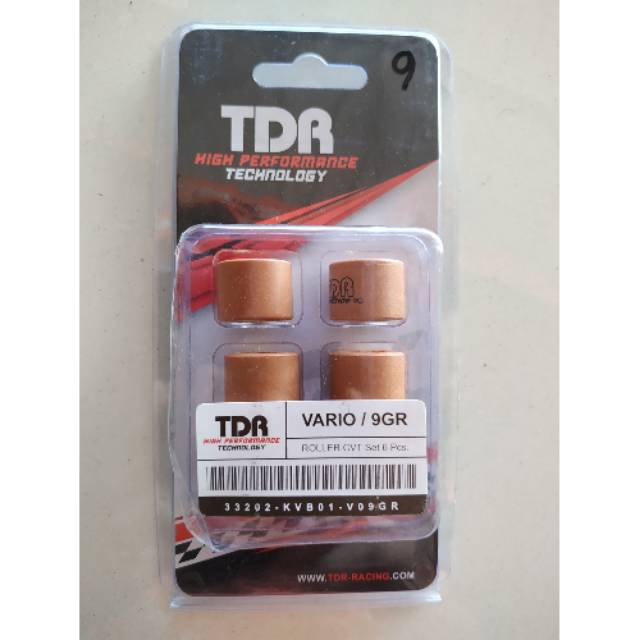 9
TDR
HIGH PERFORMANCE
TECHNOLOGY
TDR
TDR
HIGH PERFORMANCE
TECHNOLOGY
VARIO / 9GR
ROLLER CVT Set 6 Pcs.
33202-KVB01-V09GR
WWW.TDR-RACING.COM